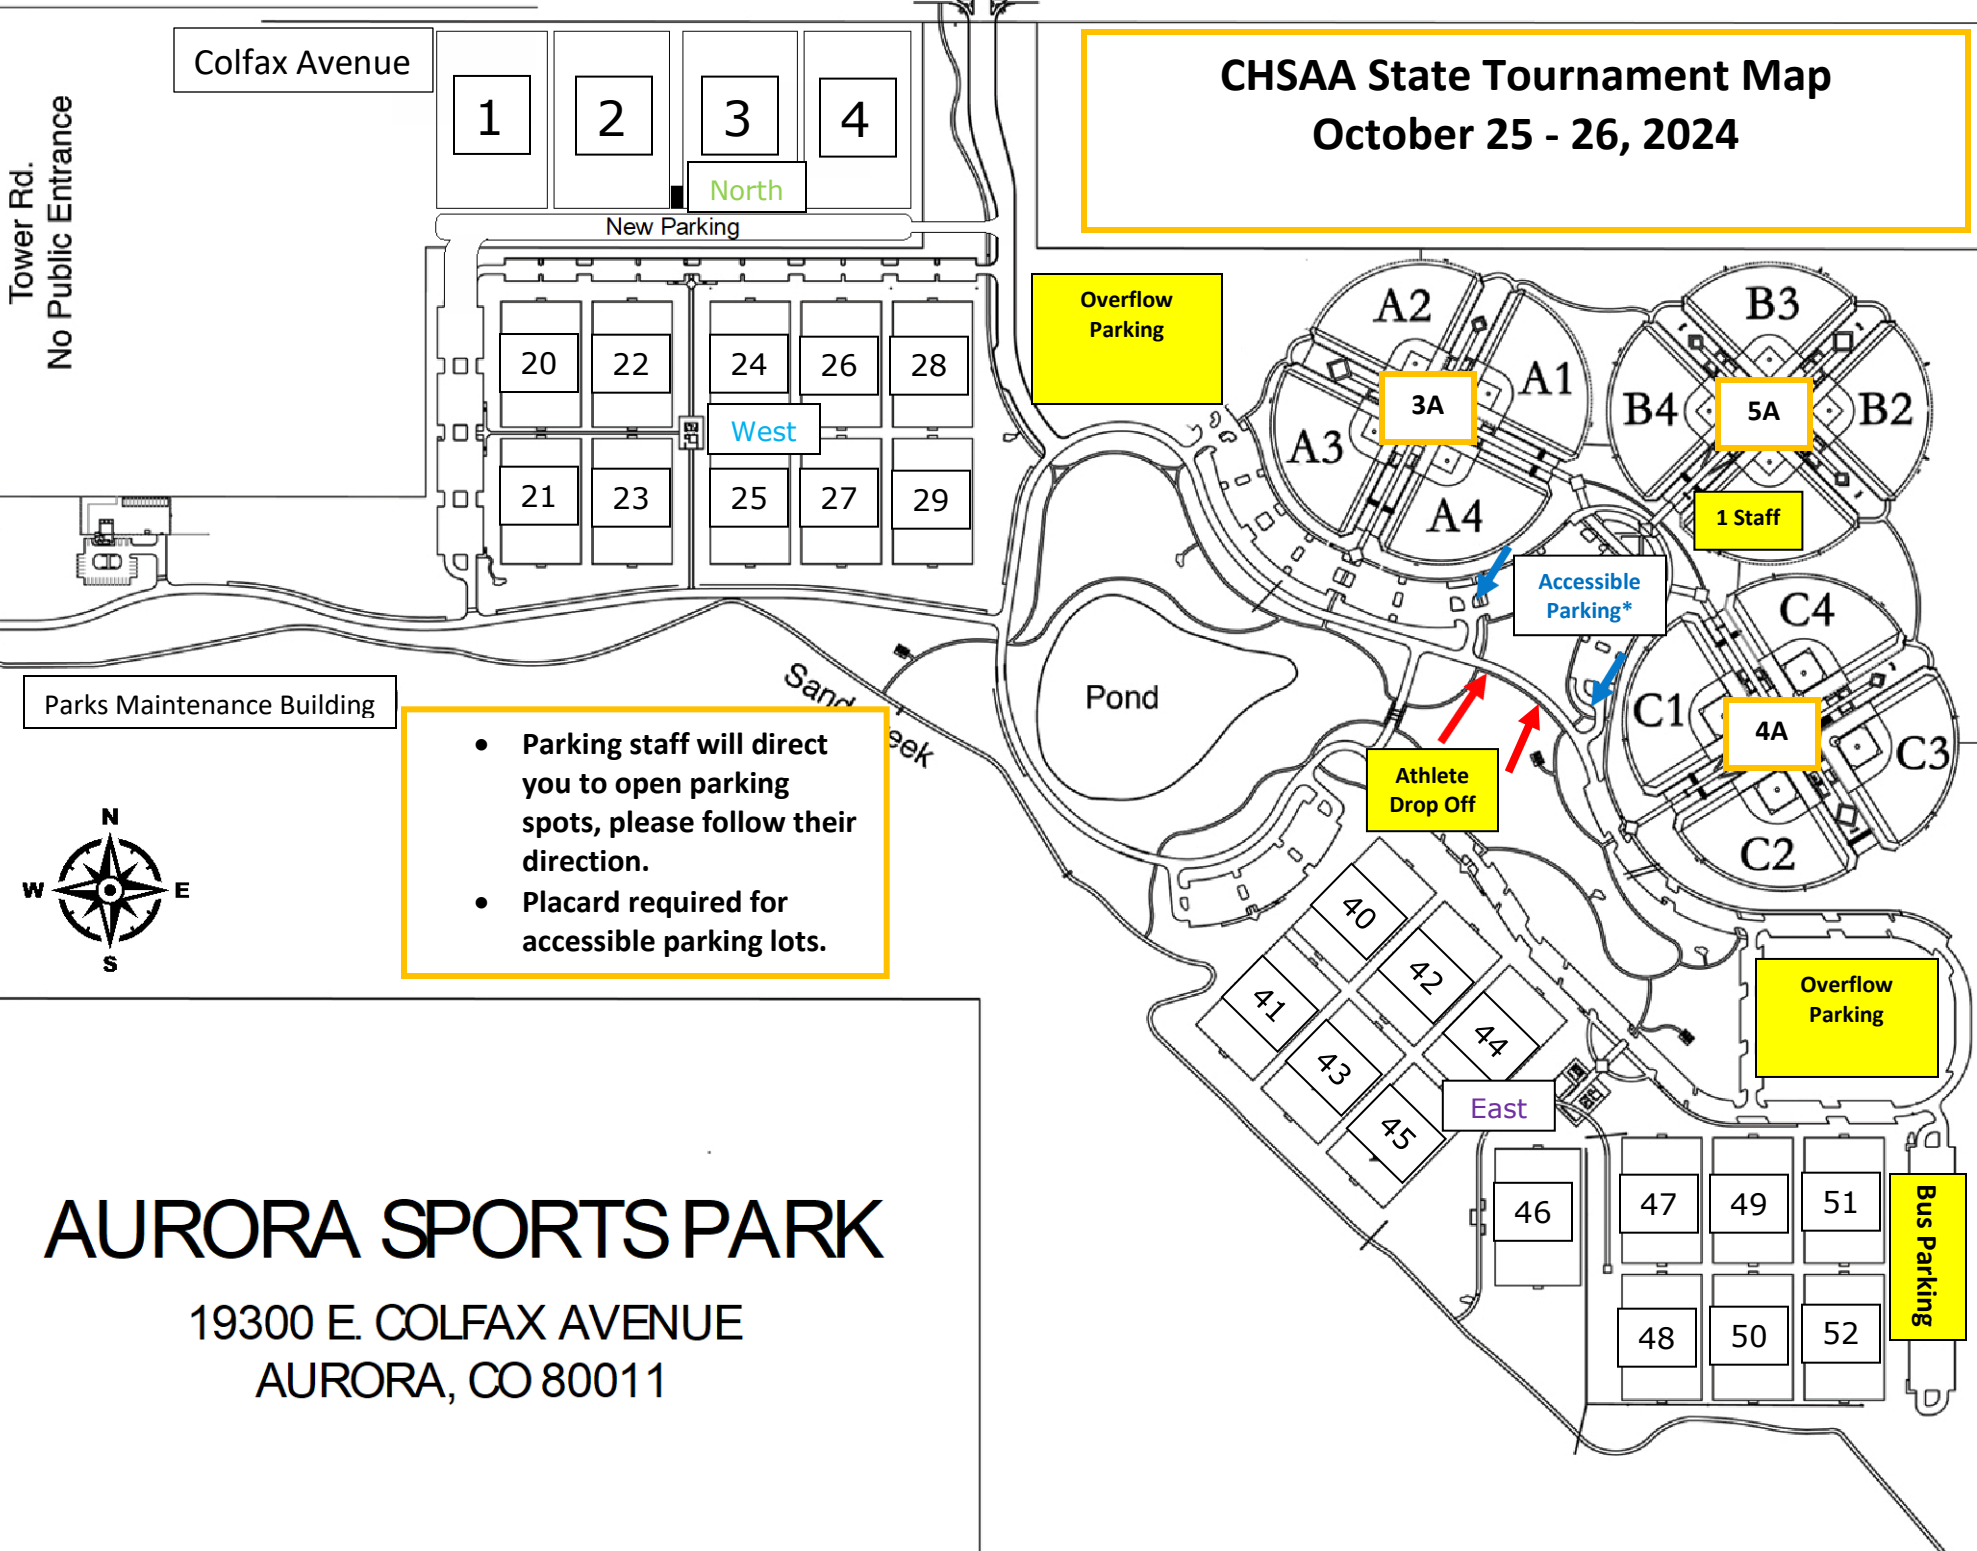 Colfax Avenue
CHSAA State Tournament Map
October 25 - 26, 2024
Tower Rd.
No Public Entrance
1
2
3
4
North
New Parking
Overflow
Parking
A2
A1
A3
A4
3A
B3
B4
B2
5A
1 Staff
20
22
24
26
28
West
21
23
25
27
29
Accessible
Parking*
C4
C1
C3
C2
4A
Parks Maintenance Building
Sand
eek
Pond
Athlete
Drop Off
• Parking staff will direct
you to open parking
spots, please follow their
direction.
• Placard required for
accessible parking lots.
N
W
E
S
40
41
42
43
44
45
East
Overflow
Parking
46
47
49
51
48
50
52
Bus Parking
AURORA SPORTS PARK
19300 E. COLFAX AVENUE
AURORA, CO 80011